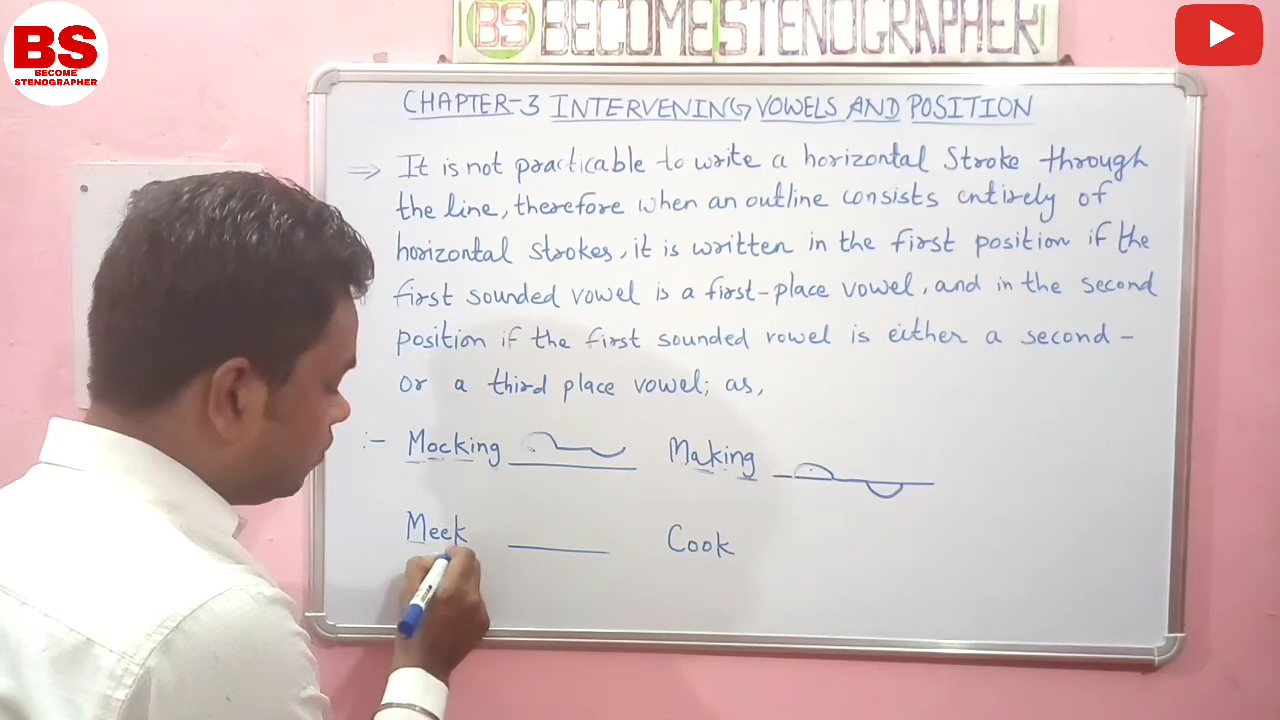 BS
BECOME
STENOGRAPHER
BS BECOME STENOGRAPHER
CHAPTER-3 INTERVENING VOWELS AND POSITION
⇒ It is not practicable to write a horizontal Stroke through
the line, therefore when an outline consists entirely of
horizontal strokes, it is written in the first position if the
first sounded vowel is a first-place vowel, and in the second
position if the first sounded vowel is either a second-
or a third place vowel; as,
:- Mocking Making
Meek Cook